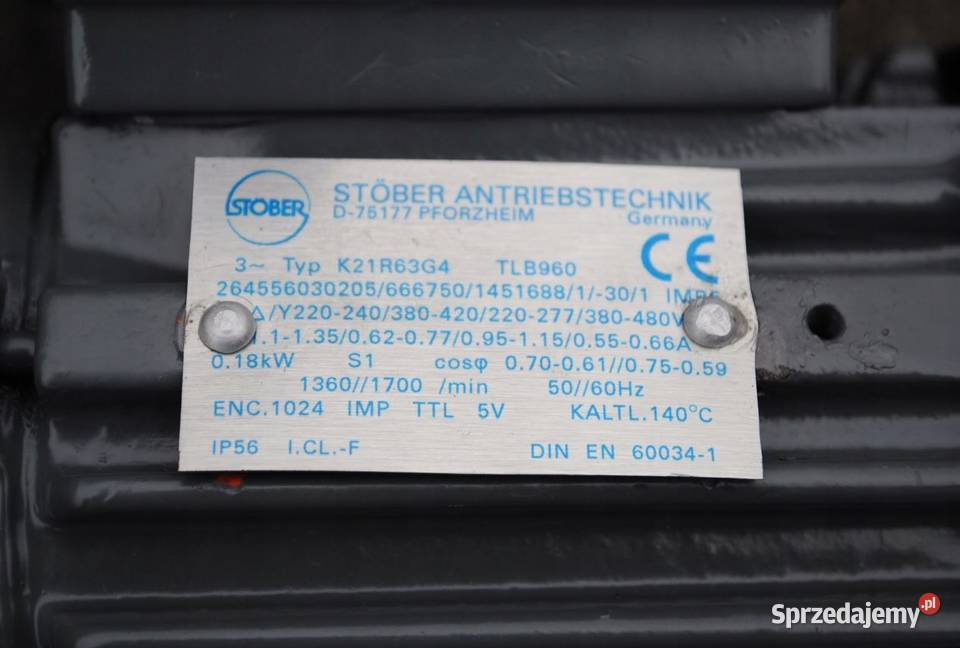 STÖBER
STÖBER ANTRIEBSTECHNIK
D-75177 PFORZHEIM
Germany
CE
3~ Typ K21R63G4 TLB960
264556030205/666750/1451688/1/-30/1
Δ/Y220-240/380-420/220-277/380-480V
.1-1.35/0.62-0.77/0.95-1.15/0.55-0.66A
0.18kW S1 cosφ 0.70-0.61//0.75-0.59
1360//1700 /min 50//60Hz
ENC.1024 IMP TTL 5V KALTL.140°C
IP56 I.CL.-F DIN EN 60034-1
Sprzedajemy.pl